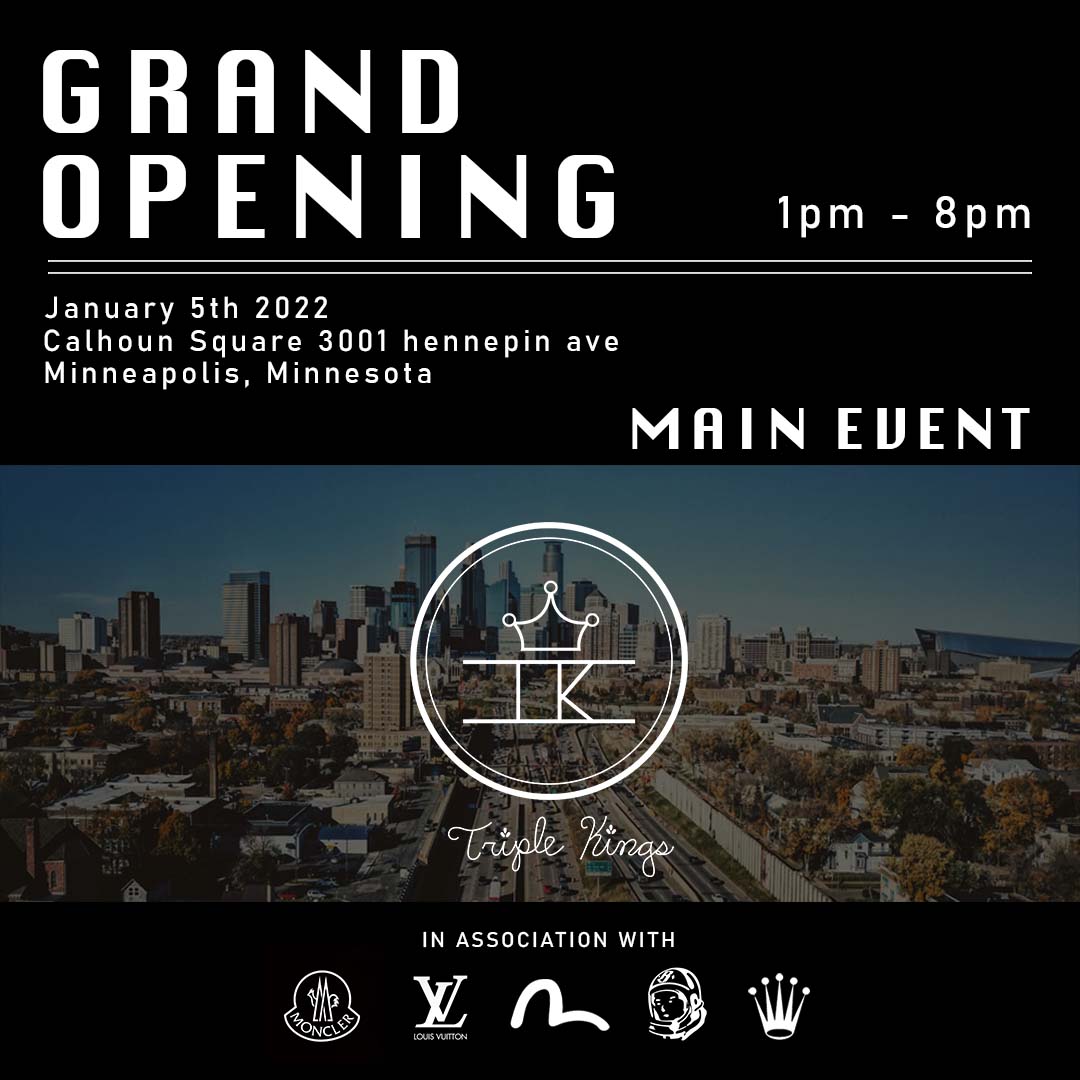 GRAND
OPENING
1pm - 8pm
January 5th 2022
Calhoun Square 3001 hennepin ave
Minneapolis, Minnesota
MAIN EVENT
TK
Triple Kings
IN ASSOCIATION WITH
MONCLER
LV
LOUIS VUITTON